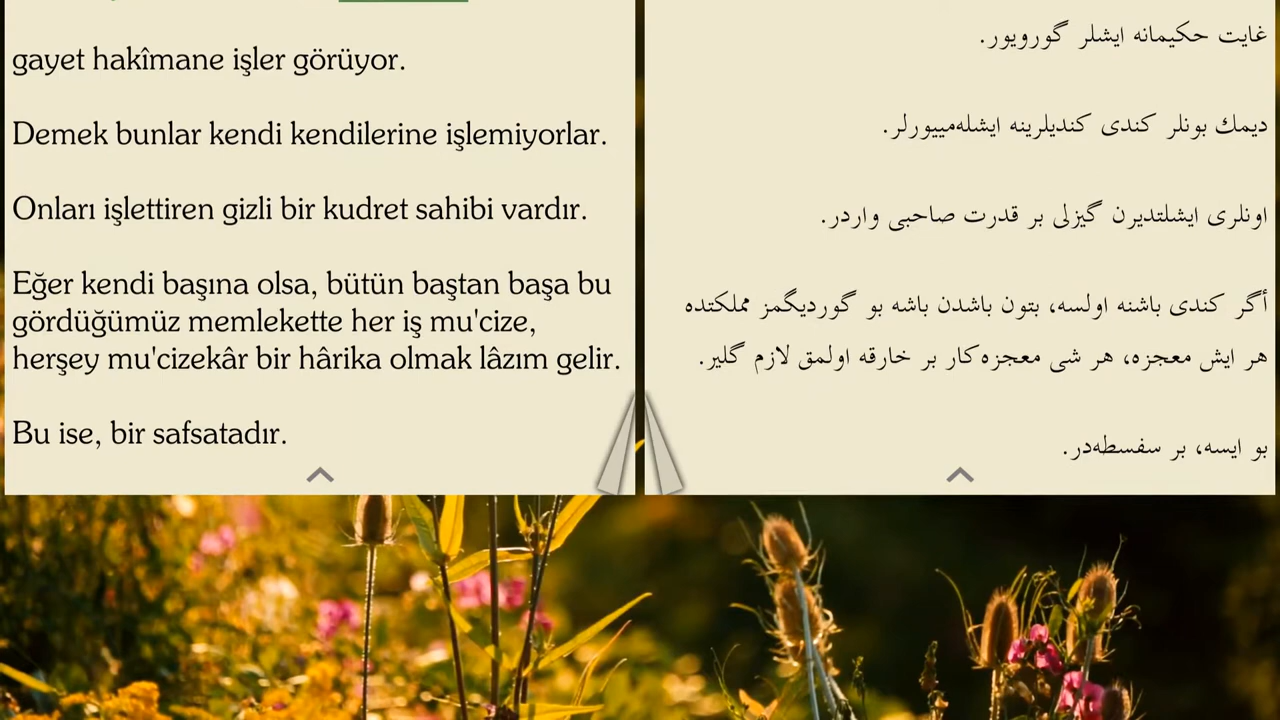 gayet hakîmane işler görüyor.
Demek bunlar kendi kendilerine işlemiyorlar.
Onları işlettiren gizli bir kudret sahibi vardır.
Eğer kendi başına olsa, bütün baştan başa bu
gördüğümüz memlekette her iş mu'cize,
herşey mu'cizekâr bir hârika olmak lâzım gelir.
Bu ise, bir safsatadır.
غايت حكيمانه ايشلر گورويور.
ديمك بونلر كندى كنديلرينه ايشله‌مييورلر.
اونلرى ايشلتديرن گيزلى بر قدرت صاحبى واردر.
أگر كندى باشنه اولسه، بتون باشدن باشه بو گورديگمز مملكتده
هر ايش معجزه، هر شى معجزه‌كار بر خارقه اولمق لازم گلير.
بو ايسه، بر سفسطه‌در.